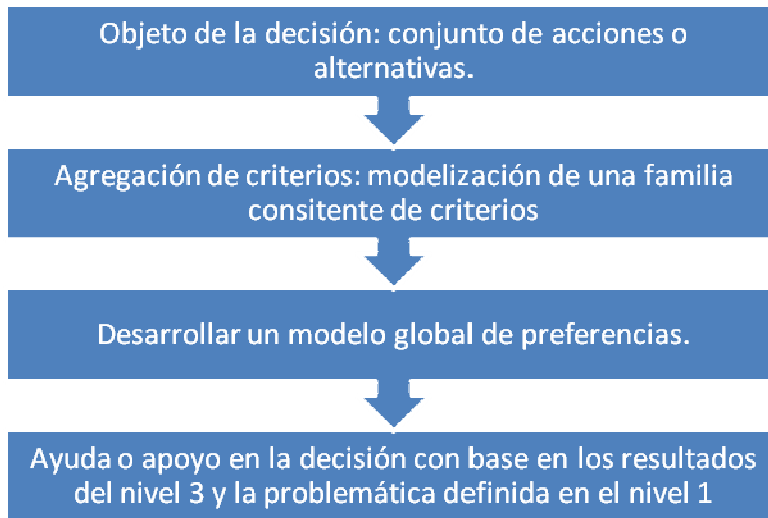 Objeto de la decisión: conjunto de acciones o
alternativas.
Agregación de criterios: modelización de una familia
consitente de criterios
Desarrollar un modelo global de preferencias.
Ayuda o apoyo en la decisión con base en los resultados
del nivel 3 y la problemática definida en el nivel 1